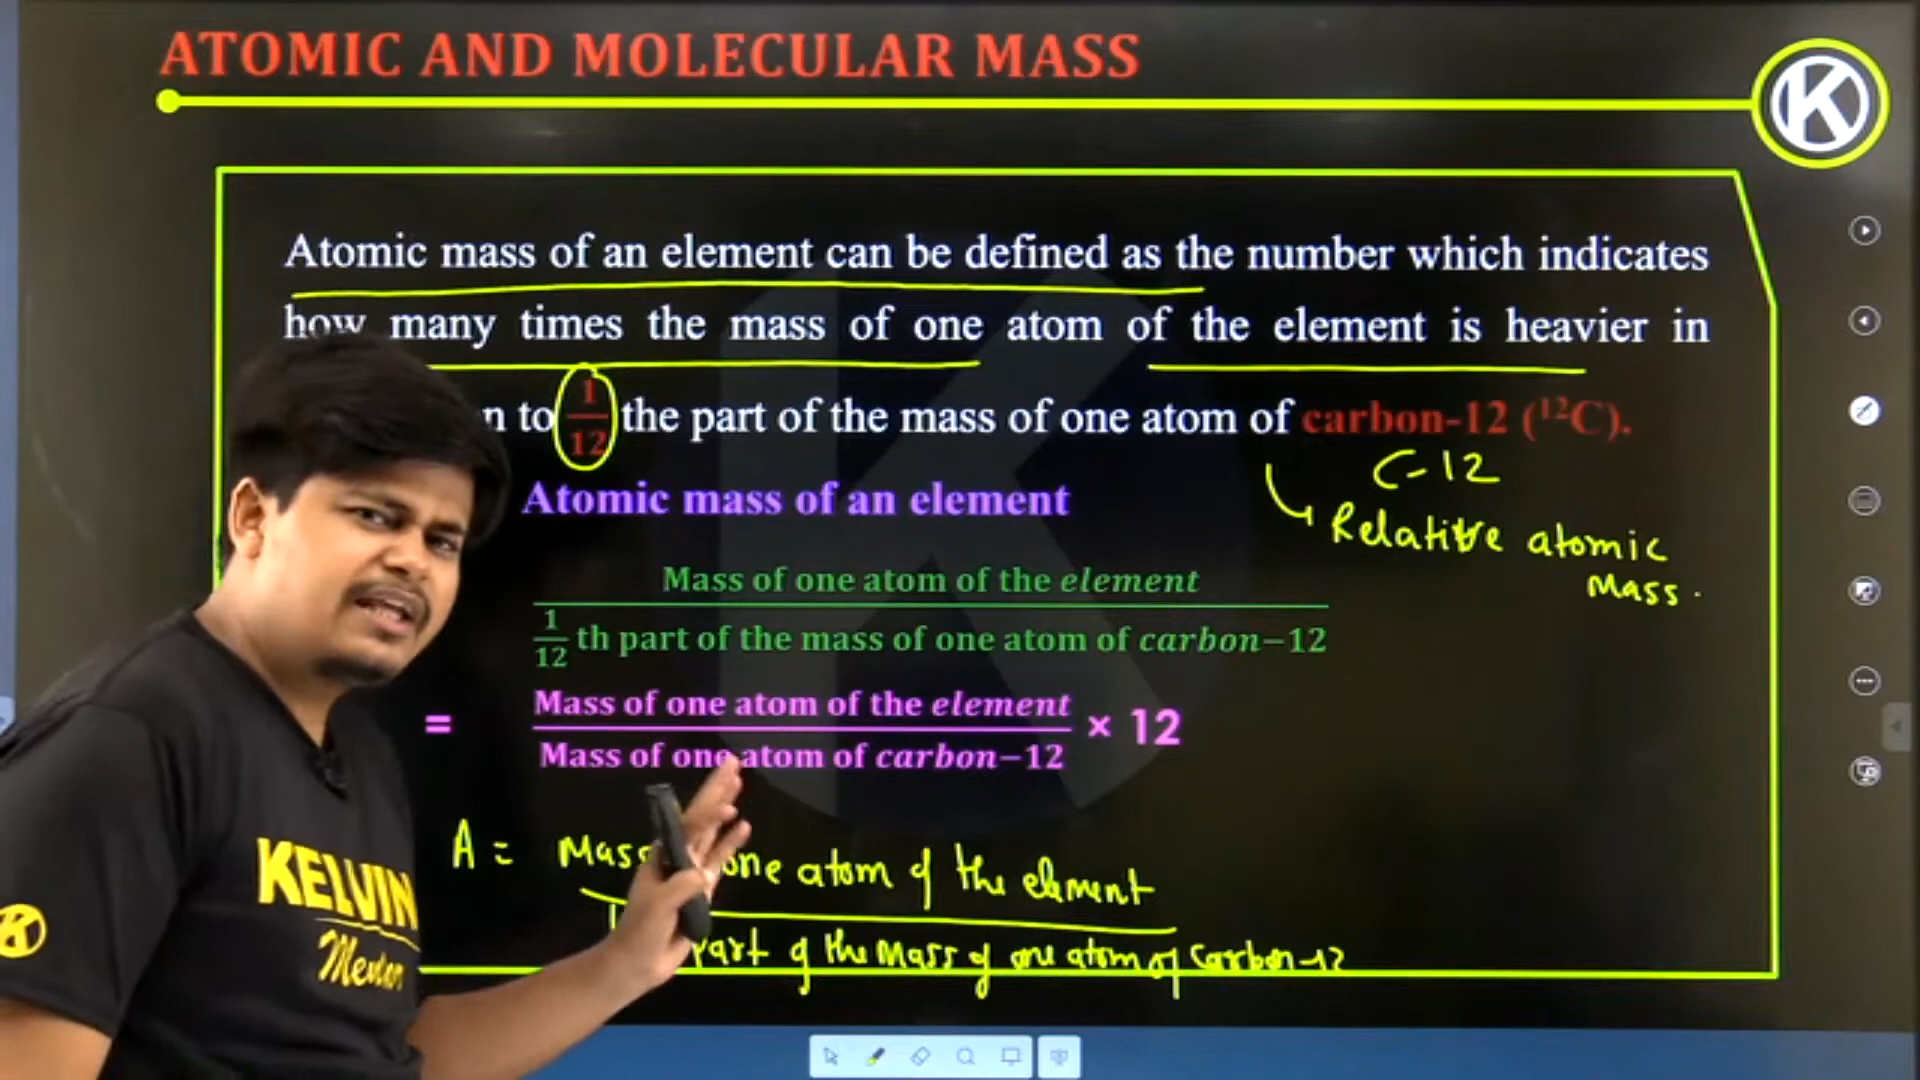 ATOMIC AND MOLECULAR MASS
K
Atomic mass of an element can be defined as the number which indicates
how many times the mass of one atom of the element is heavier in
n to 1/12 the part of the mass of one atom of carbon-12 (¹²C).
C-12
Atomic mass of an element
Relative atomic
Mass.
Mass of one atom of the element
1/12 th part of the mass of one atom of carbon−12
= Mass of one atom of the element × 12
Mass of one atom of carbon−12
A = Mass one atom of the element
part of the Mass of one atom of Carbon-12
KELVIN
Mentor
K